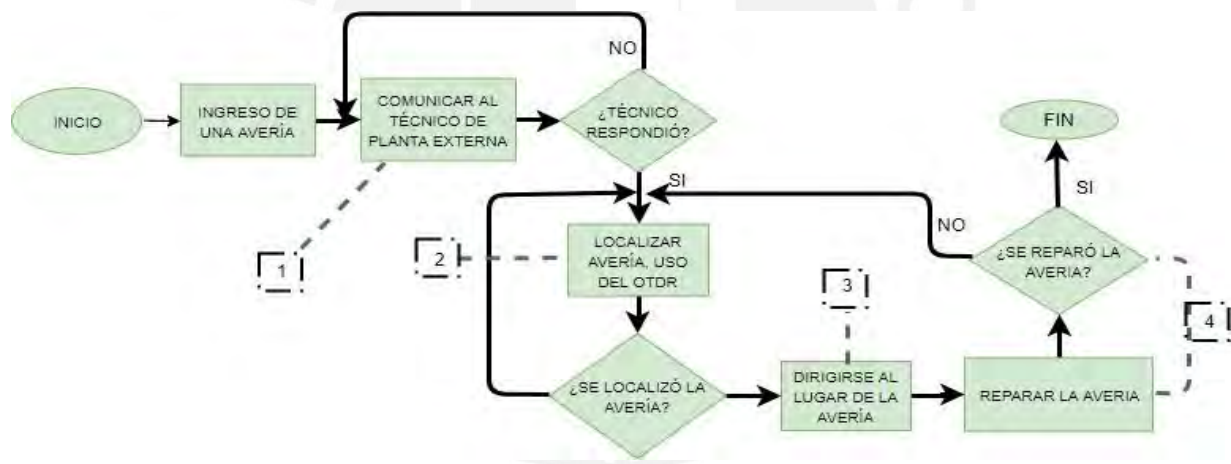 NO
INICIO
INGRESO DE
UNA AVERÍA
COMUNICAR AL
TÉCNICO DE
PLANTA EXTERNA
¿TÉCNICO
RESPONDIÓ?
FIN
SI
SI
1
2
LOCALIZAR
AVERÍA, USO
DEL OTDR
NO
¿SE REPARÓ LA
AVERIA?
3
4
¿SE LOCALIZÓ LA
AVERÍA?
DIRIGIRSE AL
LUGAR DE LA
AVERÍA
REPARAR LA AVERIA